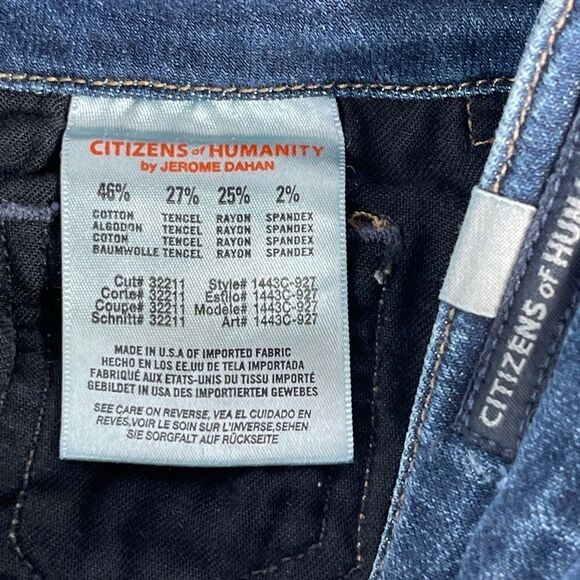 CITIZENS of HUMANITY
by JEROME DAHAN
46% 27% 25% 2%
COTTON TENCEL RAYON SPANDEX
ALGODON TENCEL RAYON SPANDEX
COTON TENCEL RAYON SPANDEX
BAUMWOLLE TENCEL RAYON SPANDEX
Cut# 32211 Style# 1443C-927
Corte# 32211 Estilo# 1443C-927
Coupe# 32211 Modele# 1443C-927
Schnitt# 32211 Art# 1443C-927
MADE IN U.S.A OF IMPORTED FABRIC
HECHO EN LOS EE.UU DE TELA IMPORTADA
FABRIQUÉ AUX ETATS-UNIS DU TISSU IMPORTÉ
GEBILDET IN USA DES IMPORTIERTEN GEWEBES
SEE CARE ON REVERSE, VEA EL CUIDADO EN
REVÉS,VOIR LE SOIN SUR L'INVERSE,SEHEN
SIE SORGFALT AUF RÜCKSEITE
CITIZENS of HUM